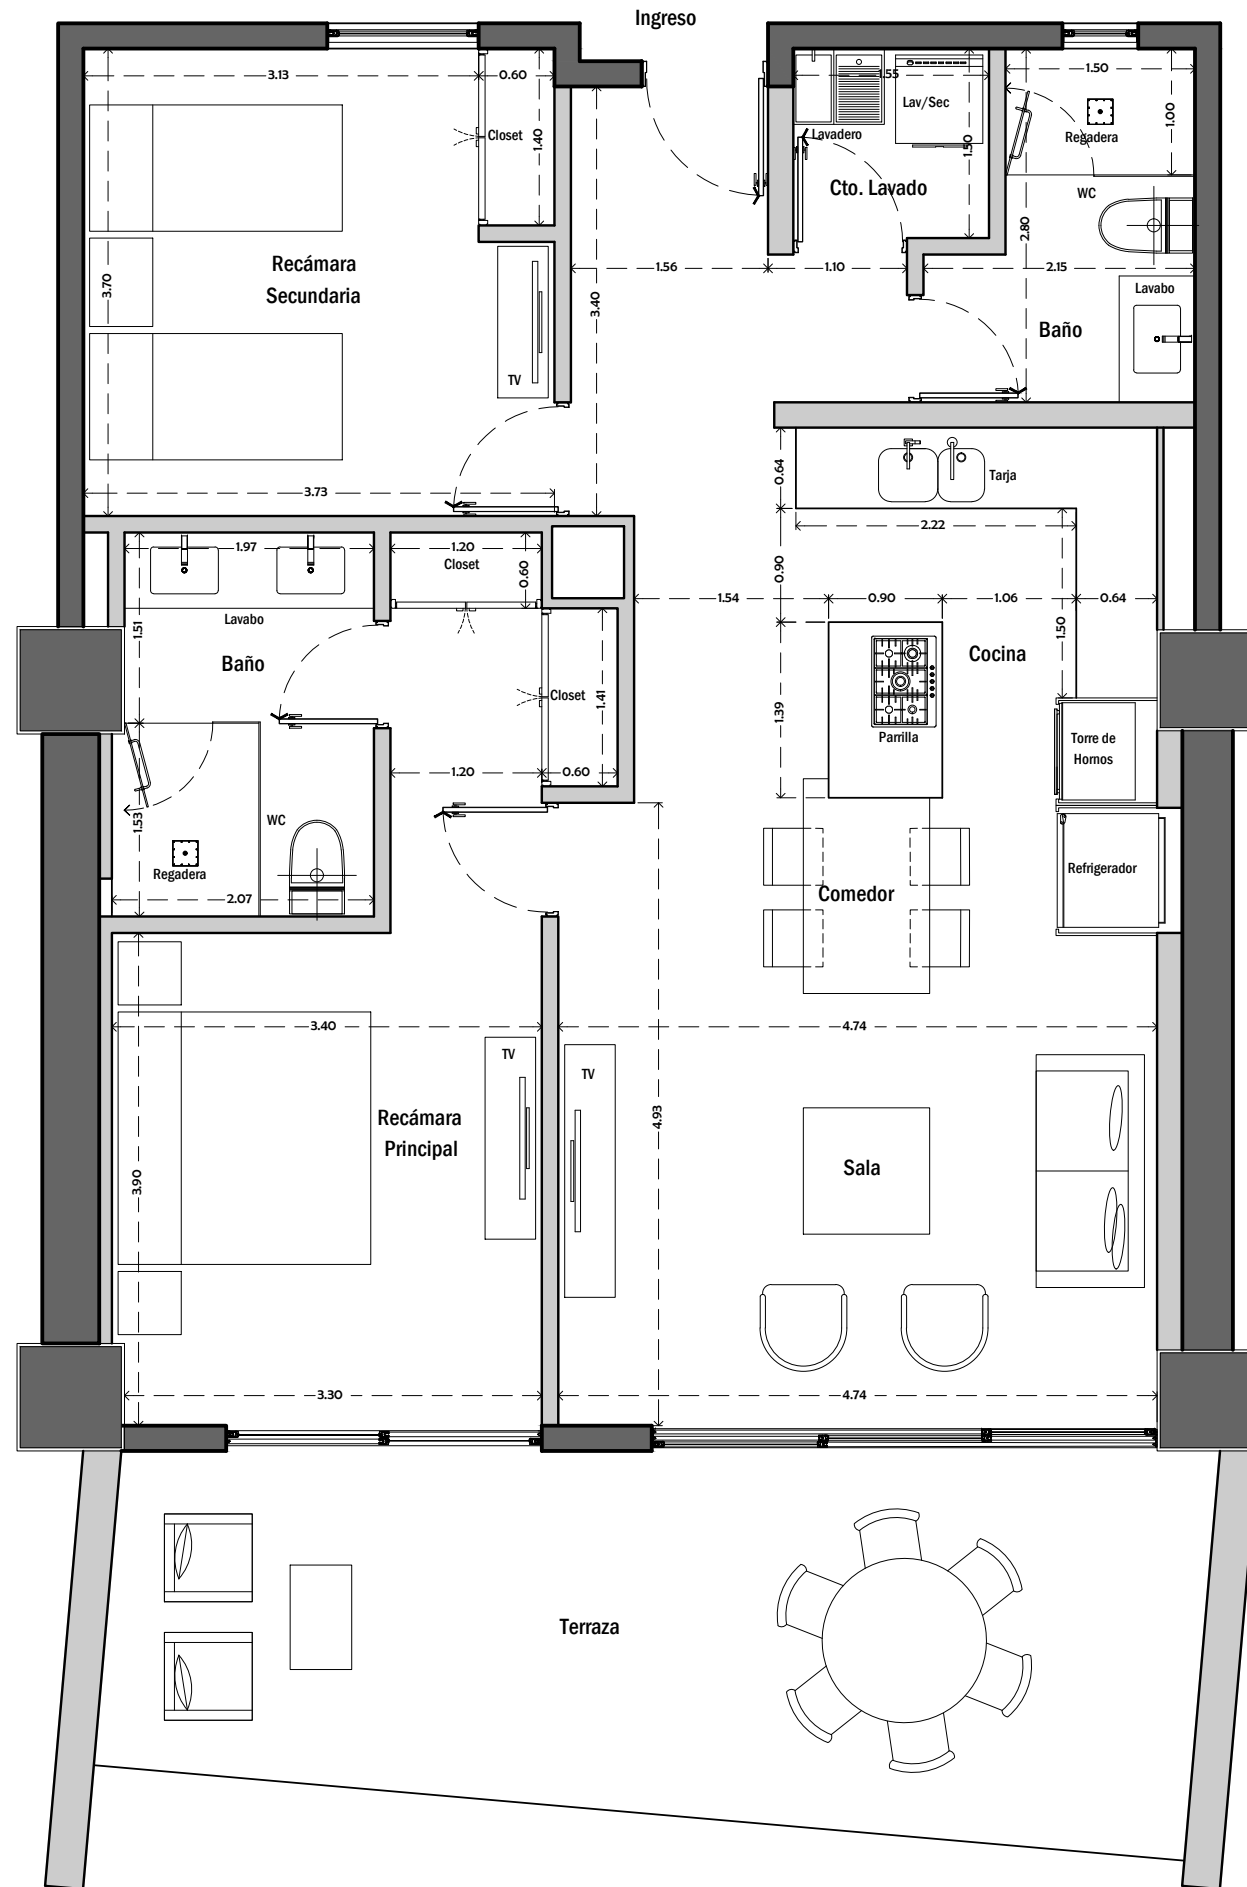 Ingreso
3.13
0.60
1.55
1.50
Lav/Sec
1.00
Closet
1.40
Lavadero
1.50
Regadera
Cto. Lavado
WC
2.80
Recámara
Secundaria
3.70
1.56
1.10
2.15
3.40
Lavabo
Baño
TV
0.64
Tarja
3.73
2.22
1.97
1.20
Closet
0.60
0.90
1.54
0.90
1.06
0.64
Lavabo
1.51
1.50
Baño
Cocina
Closet
1.41
1.39
Parrilla
Torre de
Hornos
1.20
0.60
1.53
WC
Regadera
Refrigerador
2.07
Comedor
3.40
4.74
TV
TV
Recámara
Principal
4.93
3.90
Sala
3.30
4.74
Terraza